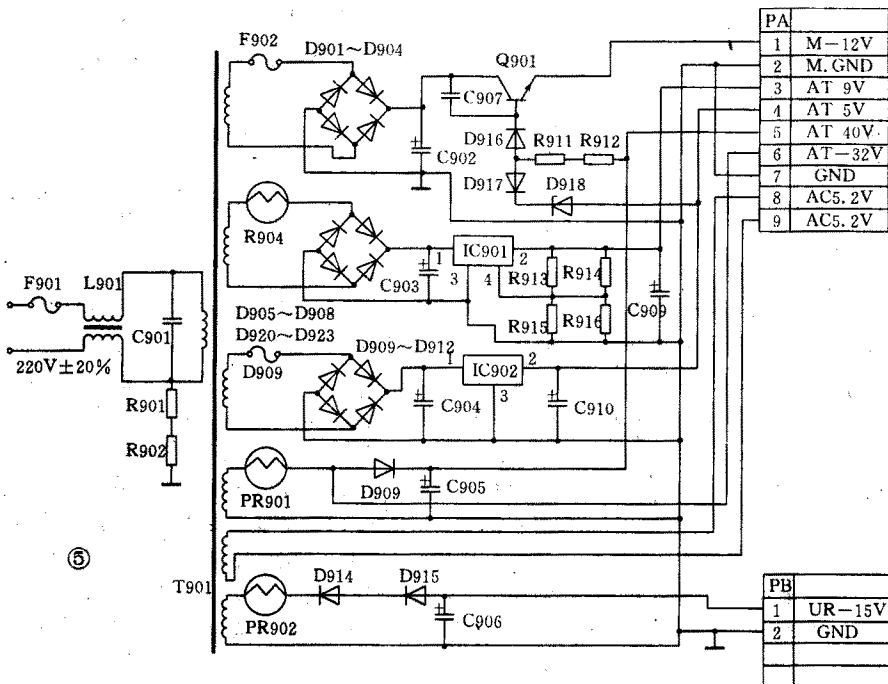 PA
F902
D901~D904
Q901
1 M-12V
2 M.GND
C907
3 AT 9V
4 AT 5V
D916
R911
R912
5 AT 40V
C902
6 AT-32V
D917
D918
7 GND
8 AC5.2V
9 AC5.2V
R904
1
IC901
2
F901
L901
C903
3
4
R913
R914
C901
D905~D908
R915
R916
C909
D920~D923
220V±20%
D909
D909~D912
1
IC902
2
3
R901
C904
C910
R902
PR901
D909
C905
⑤
T901
D914
D915
PB
1 UR-15V
PR902
C906
2 GND